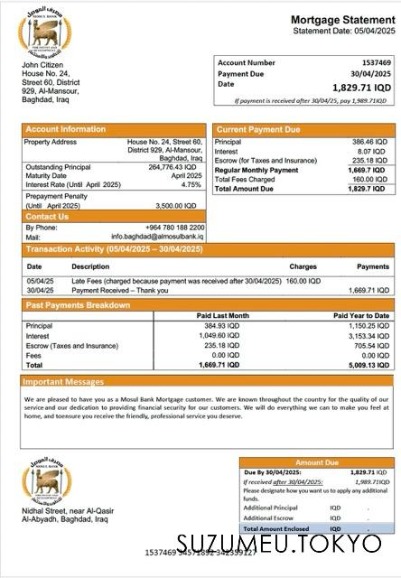 Mortgage Statement
Statement Date: 05/04/2025
MOSUL BANK
John Citizen
House No. 24,
Street 60, District
929, Al-Mansour,
Baghdad, Iraq
Account Number 1537469
Payment Due Date 30/04/2025
1,829.71 IQD
If payment is received after 30/04/25, pay 1,989.71IQD
Account Information
Property Address House No. 24, Street 60, District 929, Al-Mansour, Baghdad, Iraq
Outstanding Principal 264,776.43 IQD
Maturity Date April 2025
Interest Rate (Until April 2025) 4.75%
Prepayment Penalty
(Until April 2025) 3,500.00 IQD
Contact Us
By Phone: +964 780 188 2200
Mail: info.baghdad@almosulbank.iq
Current Payment Due
Principal 386.46 IQD
Interest 8.07 IQD
Escrow (for Taxes and Insurance) 235.18 IQD
Regular Monthly Payment 1,669.7 IQD
Total Fees Charged 160.00 IQD
Total Amount Due 1,829.7 IQD
Transaction Activity (05/04/2025 – 30/04/2025)
Date Description Charges Payments
05/04/25 Late Fees (charged because payment was received after 30/04/2025) 160.00 IQD
30/04/25 Payment Received – Thank you 1,669.71 IQD
Past Payments Breakdown
Paid Last Month Paid Year to Date
Principal 384.93 IQD 1,150.25 IQD
Interest 1,049.60 IQD 3,153.34 IQD
Escrow (Taxes and Insurance) 235.18 IQD 705.54 IQD
Fees 0.00 IQD 0.00 IQD
Total 1,669.71 IQD 5,009.13 IQD
Important Messages
We are pleased to have you as a Mosul Bank Mortgage customer. We are known throughout the country for the quality of our
service and our dedication to providing financial security for our customers. We will do everything we can to make you feel at
home, and toensure you receive the friendly, professional service you deserve.
MOSUL BANK
Nidhal Street, near Al-Qasir
Al-Abyadh, Baghdad, Iraq
Amount Due
Due By 30/04/2025: 1,829.71 IQD
If received after 30/04/2025: 1,989.71IQD
Please designate how you want us to apply any additional
funds.
Additional Principal IQD .
Additional Escrow IQD .
Total Amount Enclosed IQD .
1537469
SUZUMEU.TOKYO